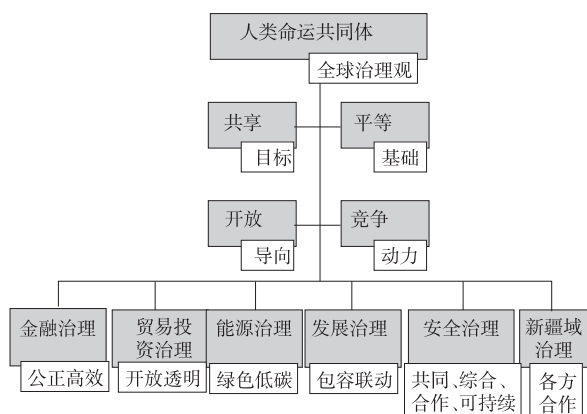 人类命运共同体
全球治理观
共享
目标
平等
基础
开放
导向
竞争
动力
金融治理
公正高效
贸易投
资治理
开放透明
能源治理
绿色低碳
发展治理
包容联动
安全治理
共同、综合、
合作、可持续
新疆域
治理
各方
合作